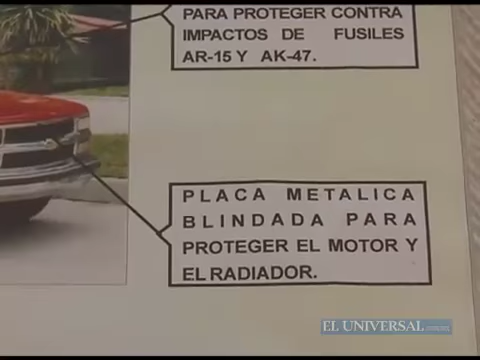 PARA PROTEGER CONTRA
IMPACTOS DE FUSILES
AR-15 Y AK-47.
PLACA METALICA
BLINDADA PARA
PROTEGER EL MOTOR Y
EL RADIADOR.
EL UNIVERSAL